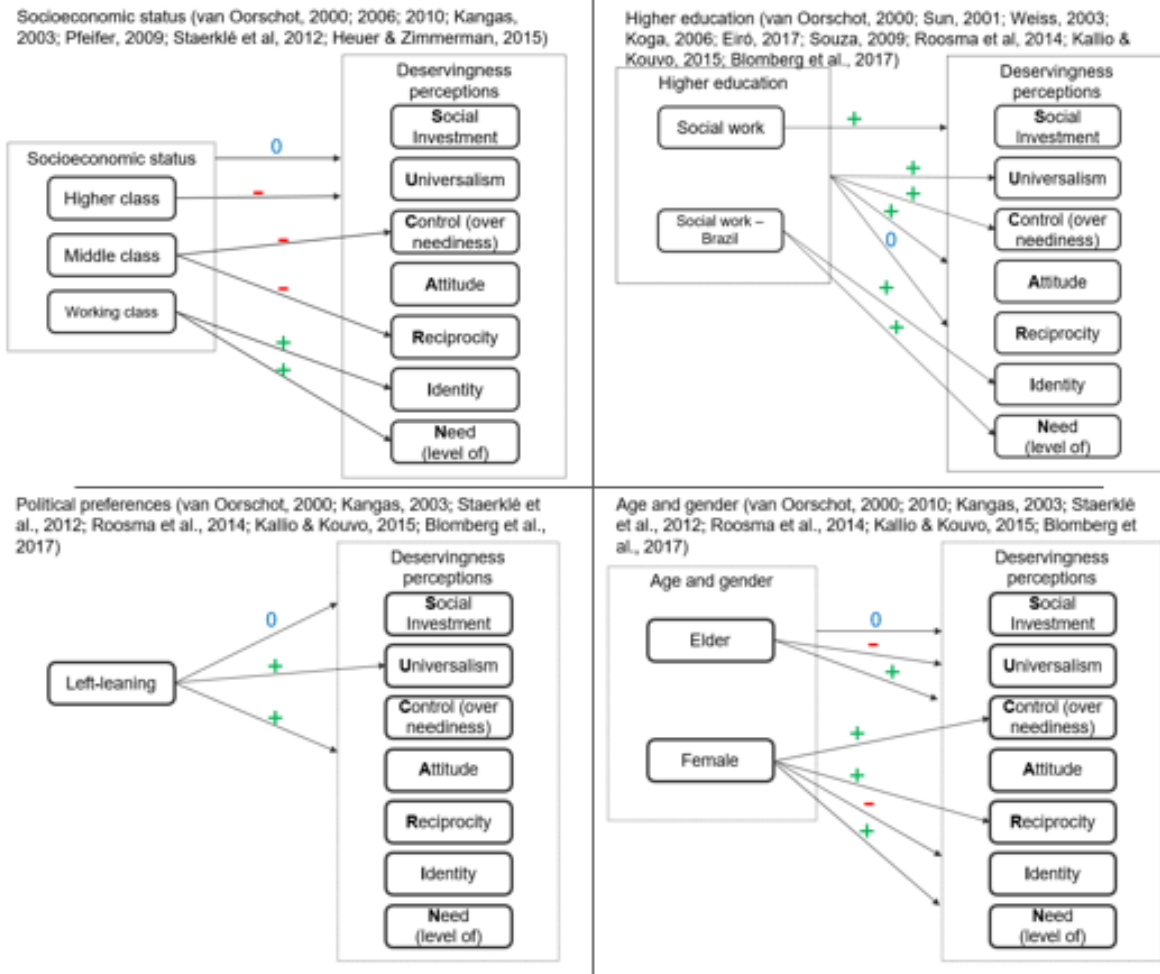 Socioeconomic status (van Oorschot, 2000; 2006; 2010; Kangas,
2003; Pfeifer, 2009; Staerklé et al, 2012; Heuer & Zimmerman, 2015)
Deservingness
perceptions
Social
Investment
Universalism
Control (over
neediness)
Attitude
Reciprocity
Identity
Need
(level of)
Socioeconomic status
Higher class
Middle class
Working class
0
-
-
-
+
+
Higher education (van Oorschot, 2000; Sun, 2001; Weiss, 2003;
Koga, 2006; Eiró, 2017; Souza, 2009; Roosma et al, 2014; Kallio &
Kouvo, 2015; Blomberg et al., 2017)
Higher education
Social work
Social work –
Brazil
+
+
+
+
0
+
+
Deservingness
perceptions
Social
Investment
Universalism
Control (over
neediness)
Attitude
Reciprocity
Identity
Need
(level of)
Political preferences (van Oorschot, 2000; Kangas, 2003; Staerklé et
al., 2012; Roosma et al., 2014; Kallio & Kouvo, 2015; Blomberg et al.,
2017)
Left-leaning
0
+
+
Deservingness
perceptions
Social
Investment
Universalism
Control (over
neediness)
Attitude
Reciprocity
Identity
Need
(level of)
Age and gender (van Oorschot, 2000; 2010; Kangas, 2003; Staerklé
et al., 2012; Roosma et al., 2014; Kallio & Kouvo, 2015; Blomberg et
al., 2017)
Age and gender
Elder
Female
0
-
+
+
+
-
+
Deservingness
perceptions
Social
Investment
Universalism
Control (over
neediness)
Attitude
Reciprocity
Identity
Need
(level of)